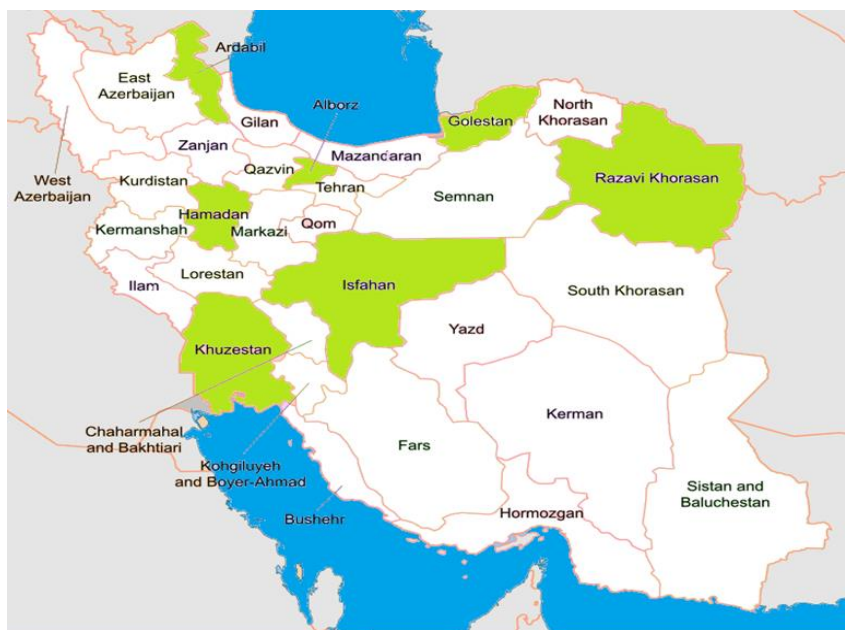 Ardabil
East
Azerbaijan
Alborz
Golestan
North
Khorasan
Gilan
Zanjan
Mazandaran
Qazvin
Razavi Khorasan
West
Azerbaijan
Kurdistan
Tehran
Semnan
Hamadan
Kermanshah
Markazi
Qom
Lorestan
Ilam
Isfahan
South Khorasan
Yazd
Khuzestan
Kerman
Chaharmahal
and Bakhtiari
Fars
Kohgiluyeh
and Boyer-Ahmad
Sistan and
Baluchestan
Bushehr
Hormozgan